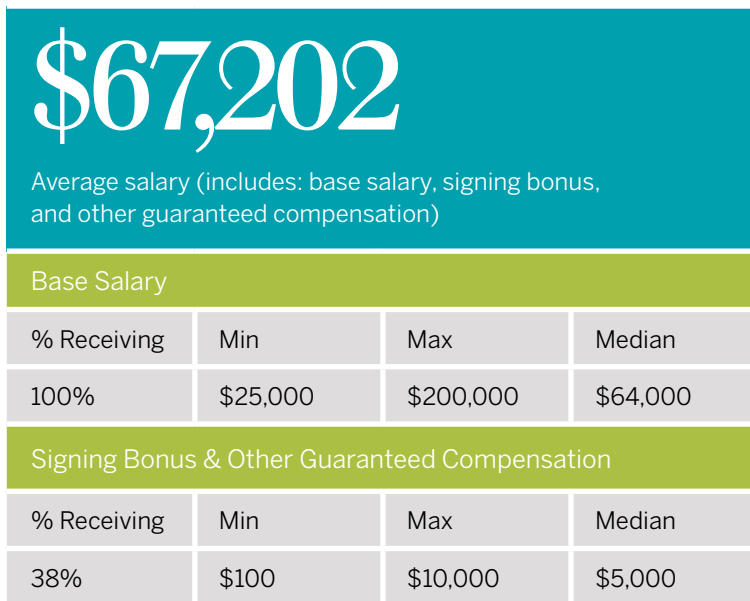 $67,202
Average salary (includes: base salary, signing bonus,
and other guaranteed compensation)
Base Salary
% Receiving Min Max Median
100% $25,000 $200,000 $64,000
Signing Bonus & Other Guaranteed Compensation
% Receiving Min Max Median
38% $100 $10,000 $5,000